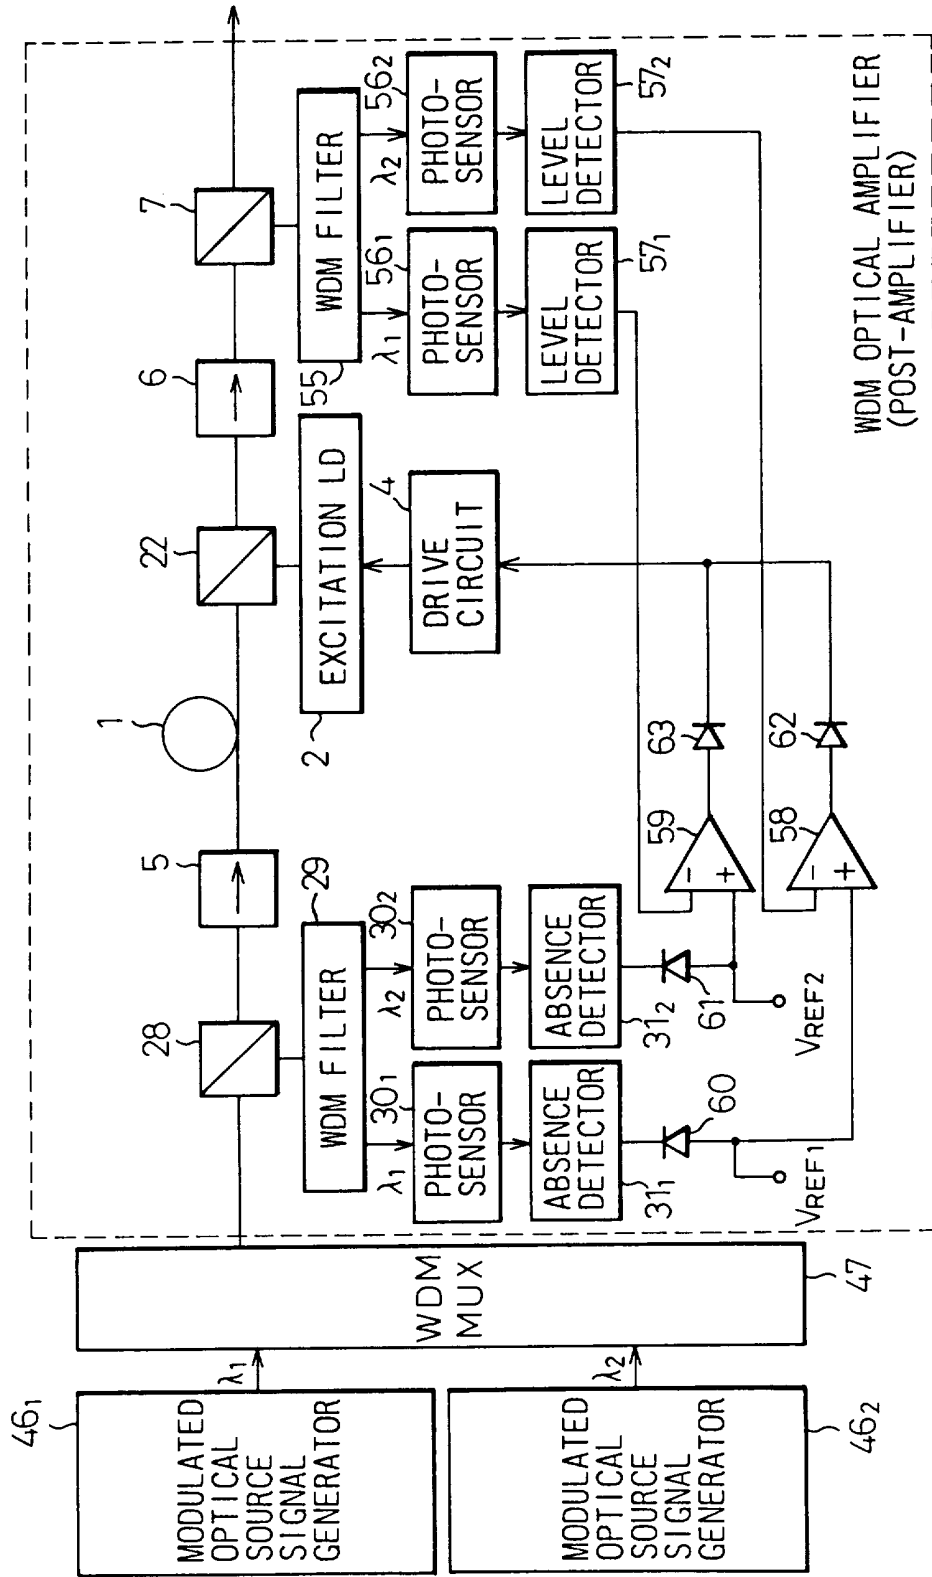 46₁
MODULATED
OPTICAL
SOURCE
SIGNAL
GENERATOR
λ₁
46₂
MODULATED
OPTICAL
SOURCE
SIGNAL
GENERATOR
λ₂
WDM
MUX
47
28
5
1
22
6
7
29
WDM FILTER
λ₁
30₁
PHOTO-
SENSOR
λ₂
30₂
PHOTO-
SENSOR
ABSENCE
DETECTOR
31₁
ABSENCE
DETECTOR
31₂
60
61
VREF1
VREF2
2
EXCITATION LD
4
DRIVE
CIRCUIT
55
WDM FILTER
λ₁
56₁
PHOTO-
SENSOR
λ₂
56₂
PHOTO-
SENSOR
LEVEL
DETECTOR
57₁
LEVEL
DETECTOR
57₂
59
-
+
63
58
-
+
62
WDM OPTICAL AMPLIFIER
(POST-AMPLIFIER)